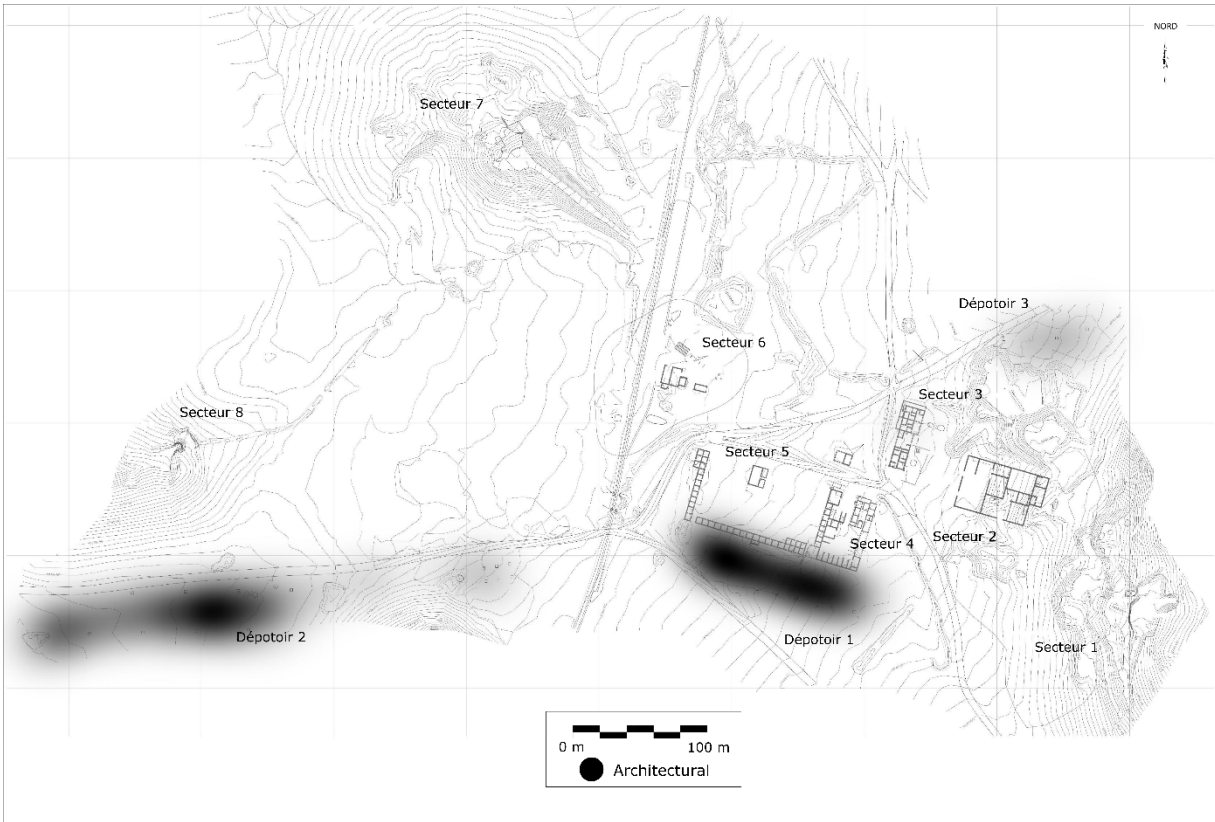 NORD
Secteur 7
Dépotoir 3
Secteur 6
Secteur 3
Secteur 8
Secteur 5
Secteur 2
Secteur 4
Dépotoir 2
Dépotoir 1
Secteur 1
0 m 100 m
Architectural